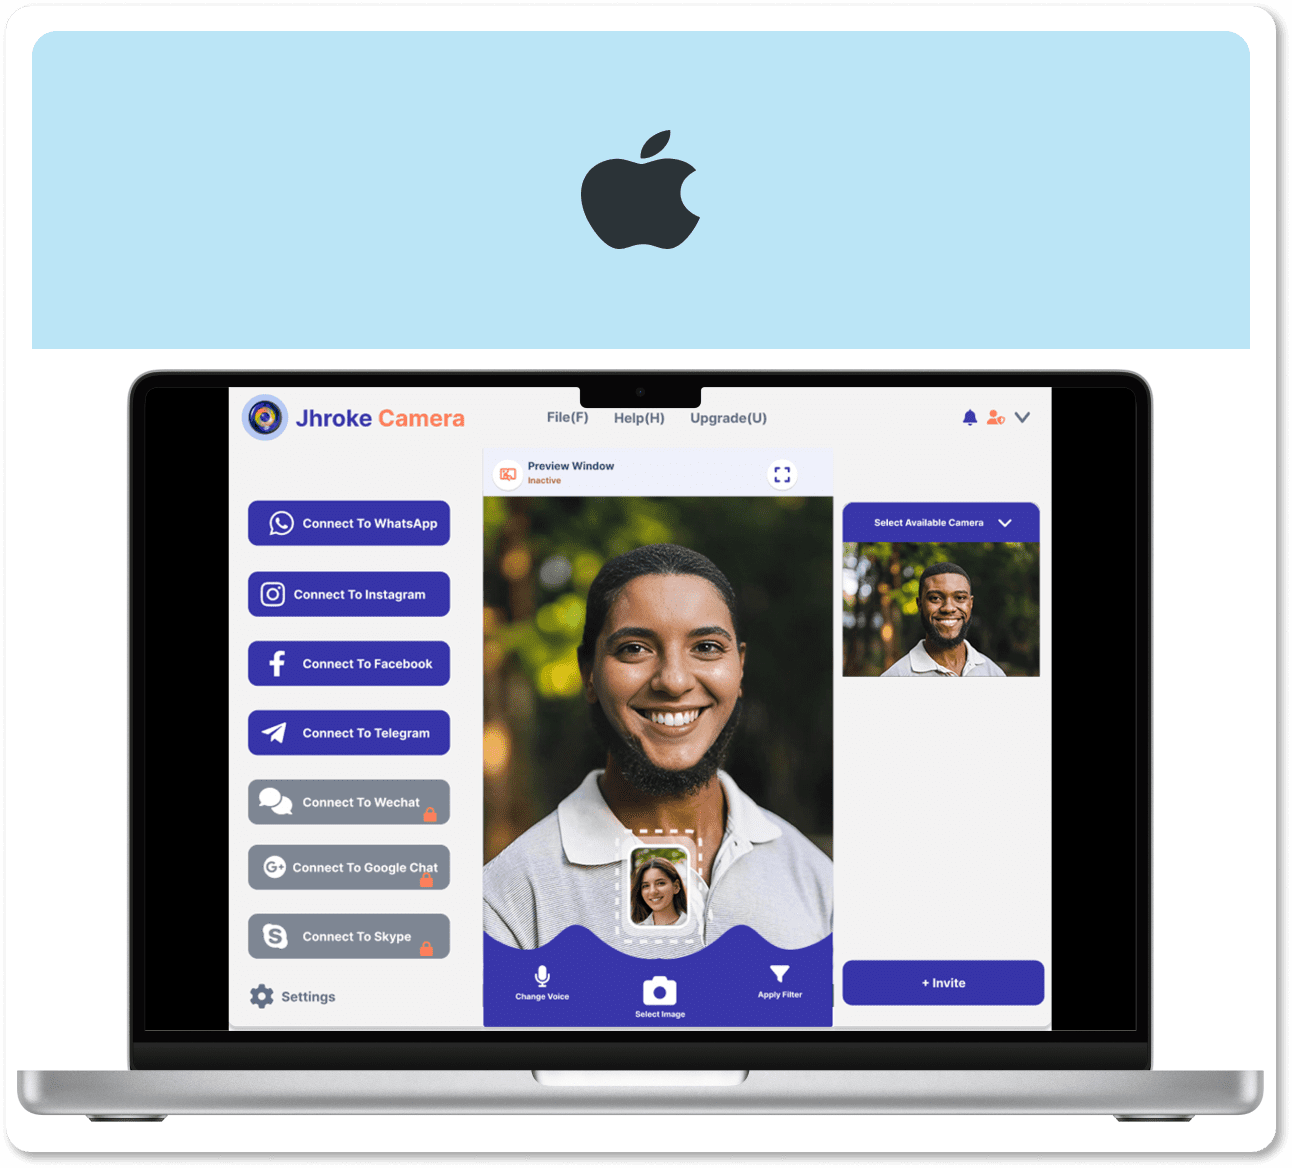 Jhroke Camera
File(F) Help(H) Upgrade(U)
Preview Window
Inactive
Connect To WhatsApp
Connect To Instagram
Connect To Facebook
Connect To Telegram
Connect To Wechat
Connect To Google Chat
Connect To Skype
Settings
Change Voice
Select Image
Apply Filter
Select Available Camera
+ Invite